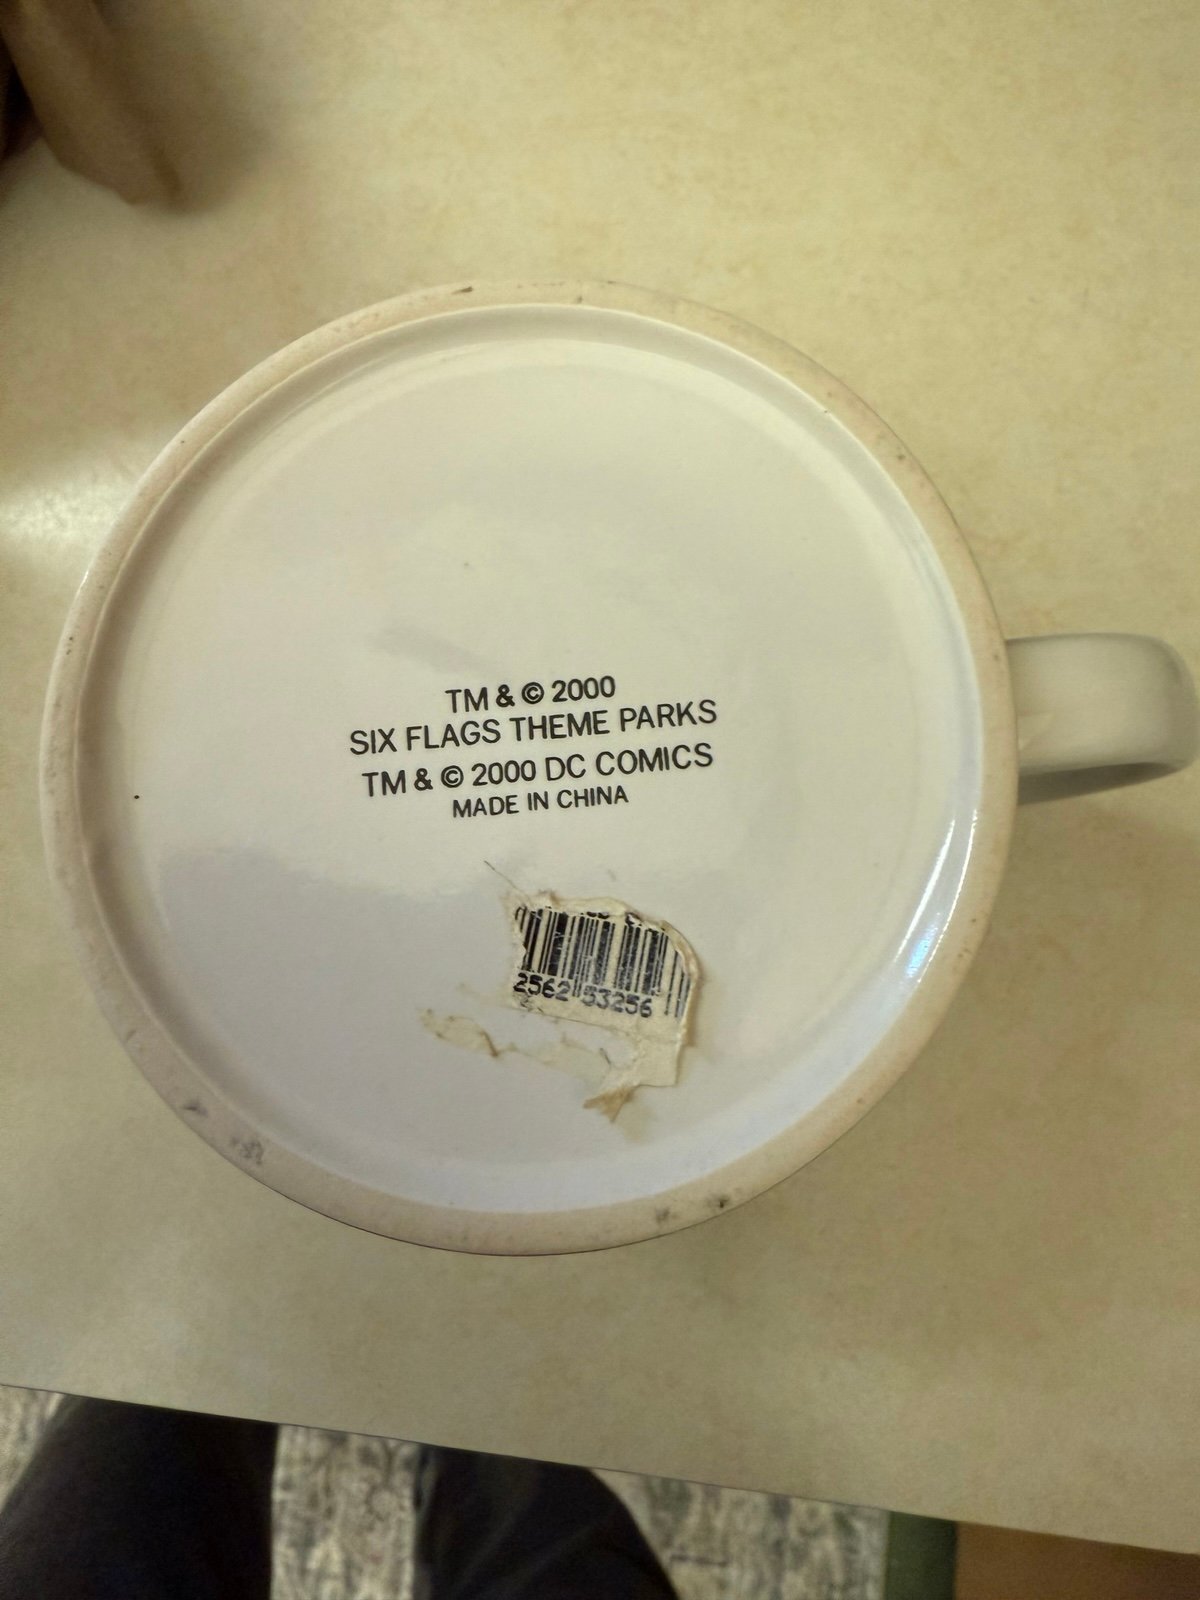 TM & © 2000
SIX FLAGS THEME PARKS
TM & © 2000 DC COMICS
MADE IN CHINA
2562 53256